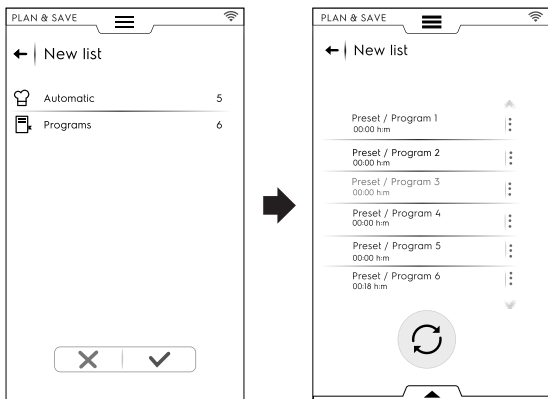 PLAN & SAVE
New list
Automatic 5
Programs 6
PLAN & SAVE
New list
Preset / Program 1
00:00 h:m
Preset / Program 2
00:00 h:m
Preset / Program 3
00:00 h:m
Preset / Program 4
00:00 h:m
Preset / Program 5
00:00 h:m
Preset / Program 6
00:18 h:m